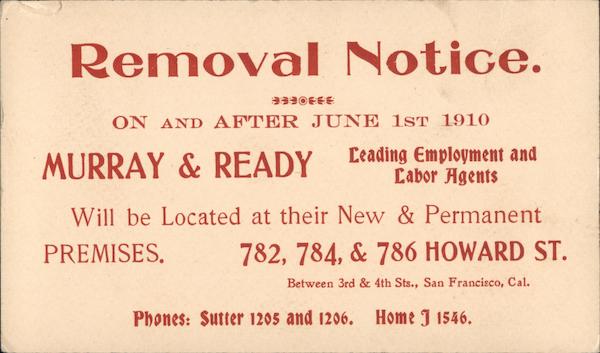 Removal Notice.
ON AND AFTER JUNE 1ST 1910
MURRAY & READY Leading Employment and
Labor Agents
Will be Located at their New & Permanent
PREMISES. 782, 784, & 786 HOWARD ST.
Between 3rd & 4th Sts., San Francisco, Cal.
Phones: Sutter 1205 and 1206. Home J 1546.